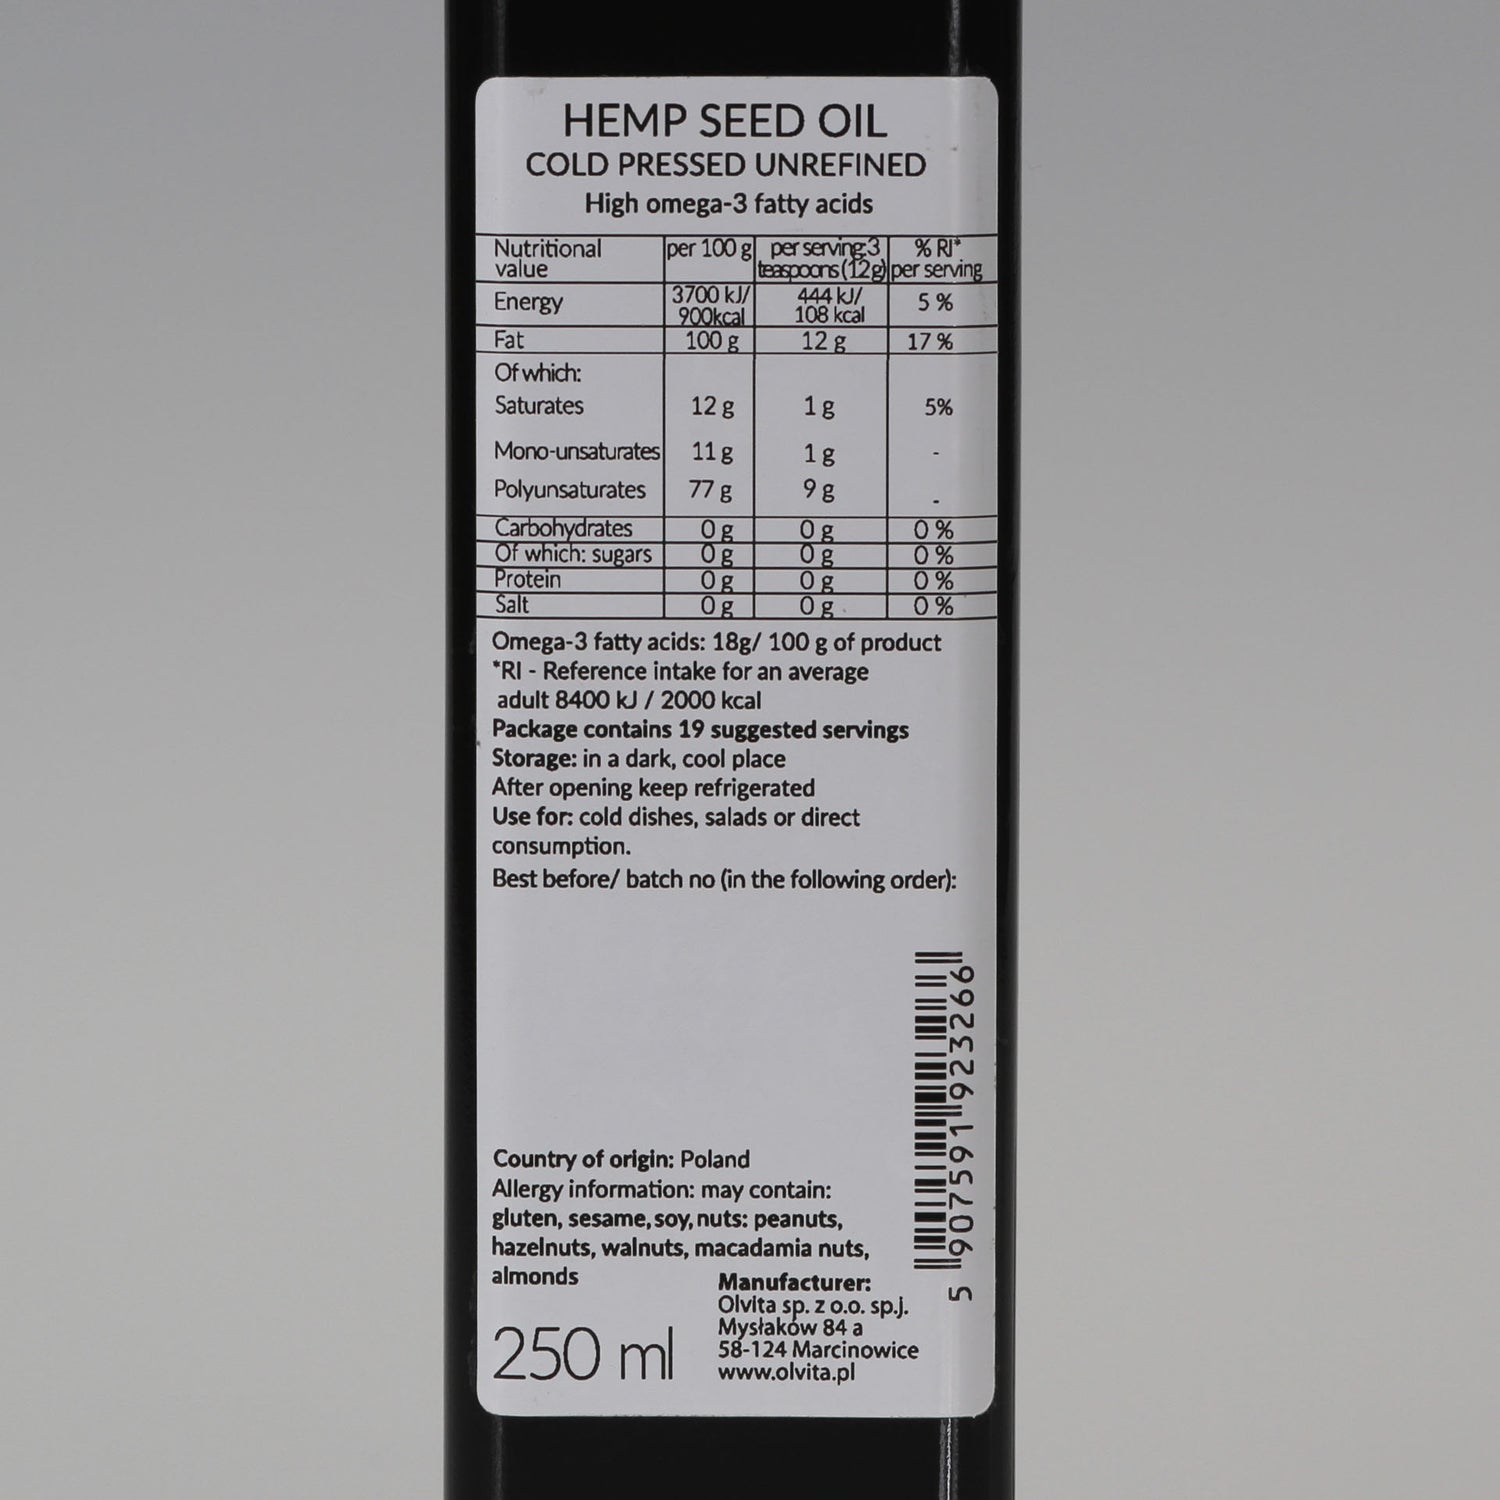 HEMP SEED OIL
COLD PRESSED UNREFINED
High omega-3 fatty acids
Nutritional value per 100 g per serving:3 teaspoons (12g) % RI* per serving
Energy 3700 kJ/ 900kcal 444 kJ/ 108 kcal 5 %
Fat 100 g 12 g 17 %
Of which:
Saturates 12 g 1 g 5%
Mono-unsaturates 11 g 1 g -
Polyunsaturates 77 g 9 g -
Carbohydrates 0 g 0 g 0 %
Of which: sugars 0 g 0 g 0 %
Protein 0 g 0 g 0 %
Salt 0 g 0 g 0 %
Omega-3 fatty acids: 18g/ 100 g of product
*RI - Reference intake for an average
adult 8400 kJ / 2000 kcal
Package contains 19 suggested servings
Storage: in a dark, cool place
After opening keep refrigerated
Use for: cold dishes, salads or direct
consumption.
Best before/ batch no (in the following order):
5 907591 923266
Country of origin: Poland
Allergy information: may contain:
gluten, sesame, soy, nuts: peanuts,
hazelnuts, walnuts, macadamia nuts,
almonds
250 ml
Manufacturer:
Olvita sp. z o.o. sp.j.
Mysłaków 84 a
58-124 Marcinowice
www.olvita.pl